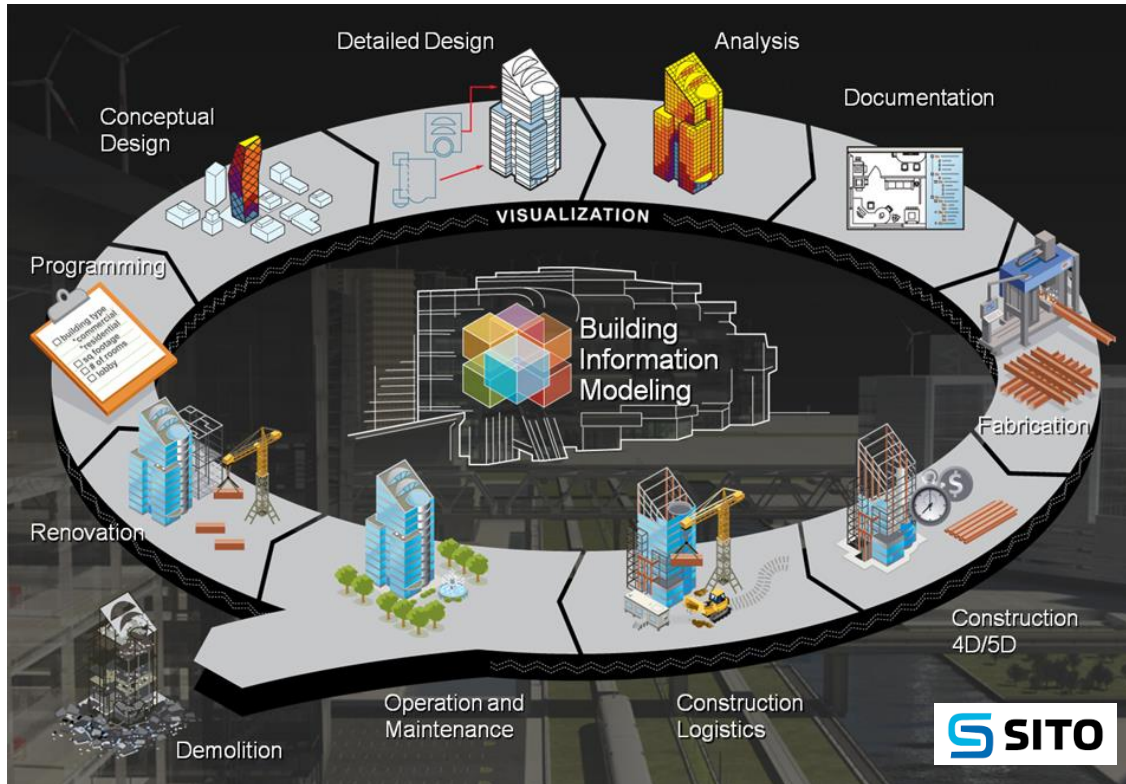 Detailed Design
Analysis
Conceptual
Design
Documentation
VISUALIZATION
Programming
building type
*commercial
*residential
sq footage
# of rooms
lobby
Building
Information
Modeling
$
Fabrication
Renovation
Construction
4D/5D
Operation and
Maintenance
Construction
Logistics
Demolition
S SITO